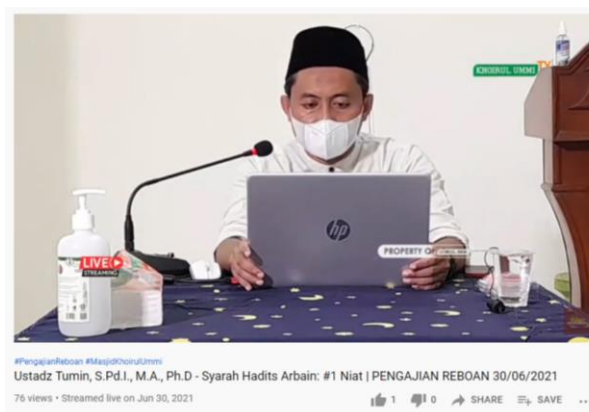 KHOIRUL UMMI TV
hp
PROPERTY OF
LIVE
STREAMING
#PengajianReboan #MasjidKhoirulUmmi
Ustadz Tumin, S.Pd.I., M.A., Ph.D - Syarah Hadits Arbain: #1 Niat | PENGAJIAN REBOAN 30/06/2021
76 views • Streamed live on Jun 30, 2021
1 0 SHARE SAVE ...